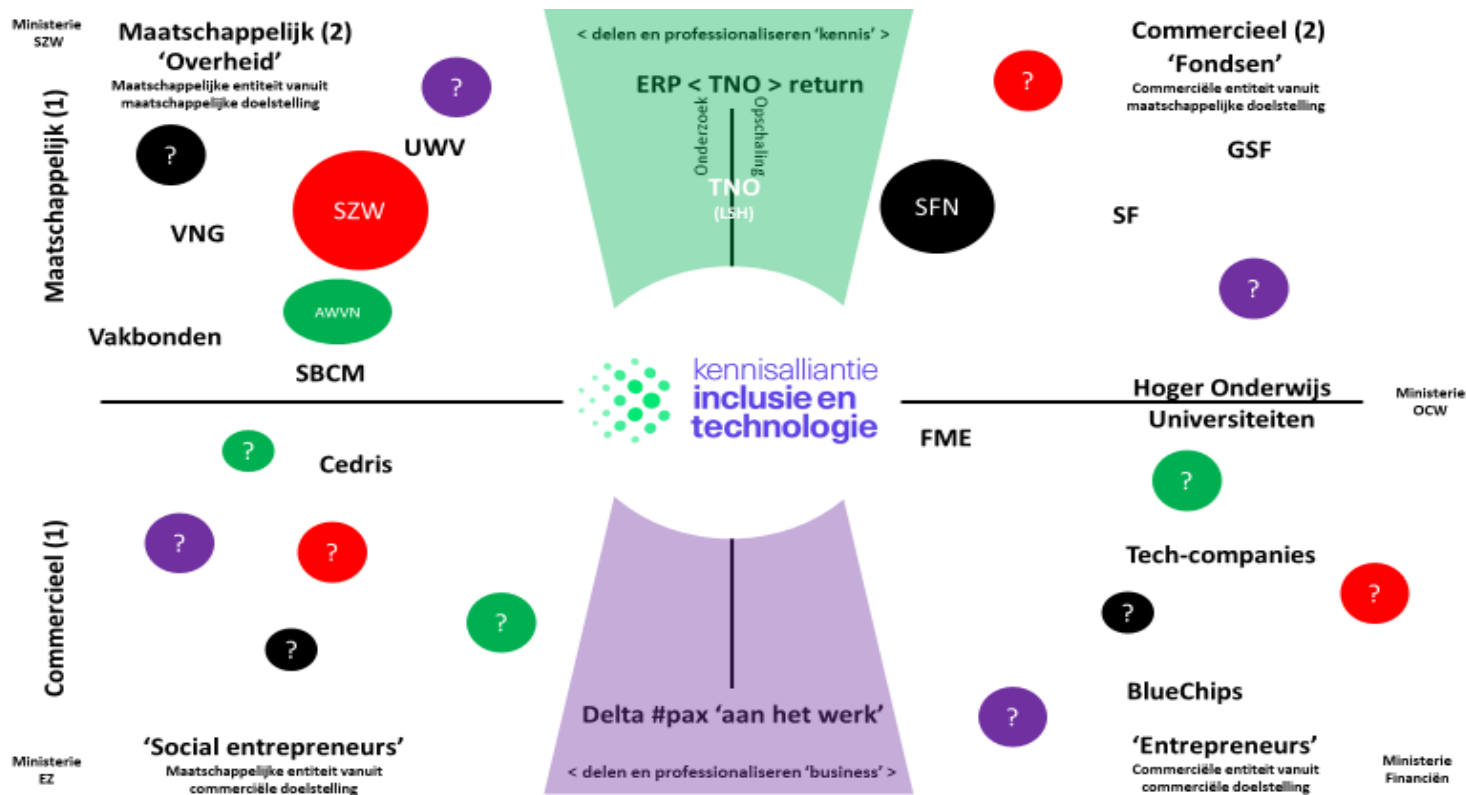 Ministerie
SZW
Maatschappelijk (2)
‘Overheid’
Maatschappelijke entiteit vanuit
maatschappelijke doelstelling
Maatschappelijk (1)
?
?
UWV
SZW
VNG
AWVN
Vakbonden
SBCM
< delen en professionaliseren ‘kennis’ >
ERP < TNO > return
Onderzoek
Opschaling
TNO
(LSH)
Commercieel (2)
‘Fondsen’
Commerciële entiteit vanuit
maatschappelijke doelstelling
?
GSF
SFN
SF
?
kennisalliantie
inclusie en
technologie
Hoger Onderwijs
Universiteiten
Ministerie
OCW
FME
?
Cedris
?
?
?
?
Commercieel (1)
‘Social entrepreneurs’
Maatschappelijke entiteit vanuit
commerciële doelstelling
Ministerie
EZ
Delta #pax ‘aan het werk’
< delen en professionaliseren ‘business’ >
?
Tech-companies
?
?
BlueChips
?
‘Entrepreneurs’
Commerciële entiteit vanuit
commerciële doelstelling
Ministerie
Financiën